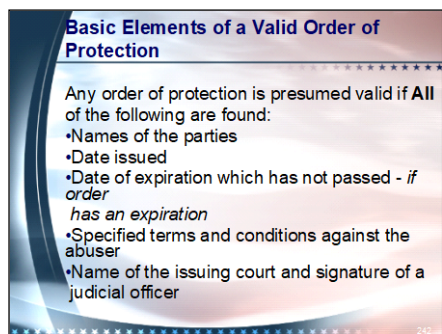 Basic Elements of a Valid Order of
Protection
Any order of protection is presumed valid if All
of the following are found:
•Names of the parties
•Date issued
•Date of expiration which has not passed - if
order
has an expiration
•Specified terms and conditions against the
abuser
•Name of the issuing court and signature of a
judicial officer
242